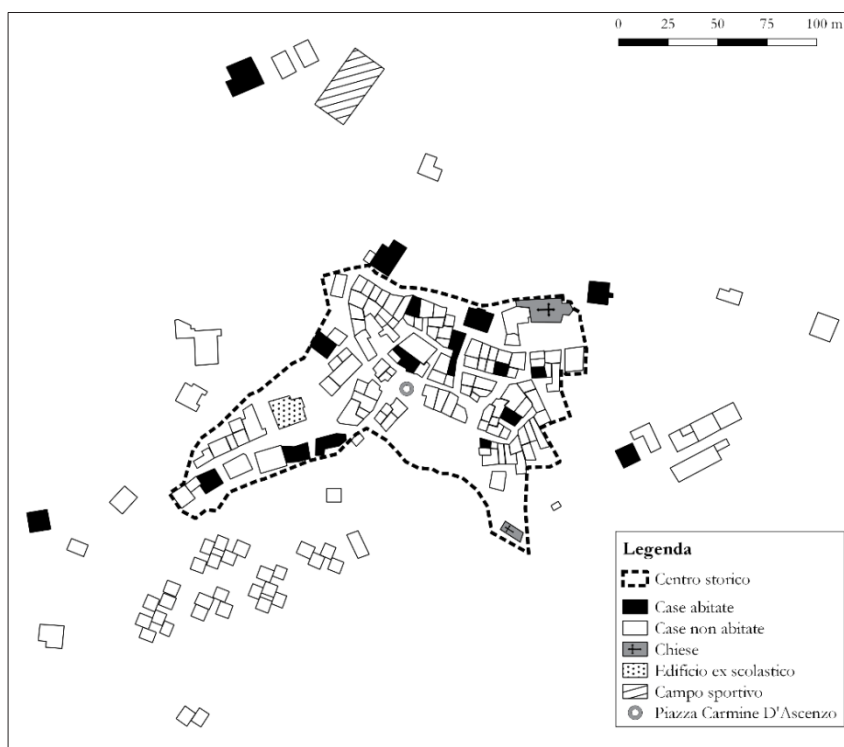 0 25 50 75 100 m
Legenda
Centro storico
Case abitate
Case non abitate
Chiese
Edificio ex scolastico
Campo sportivo
Piazza Carmine D'Ascenzo